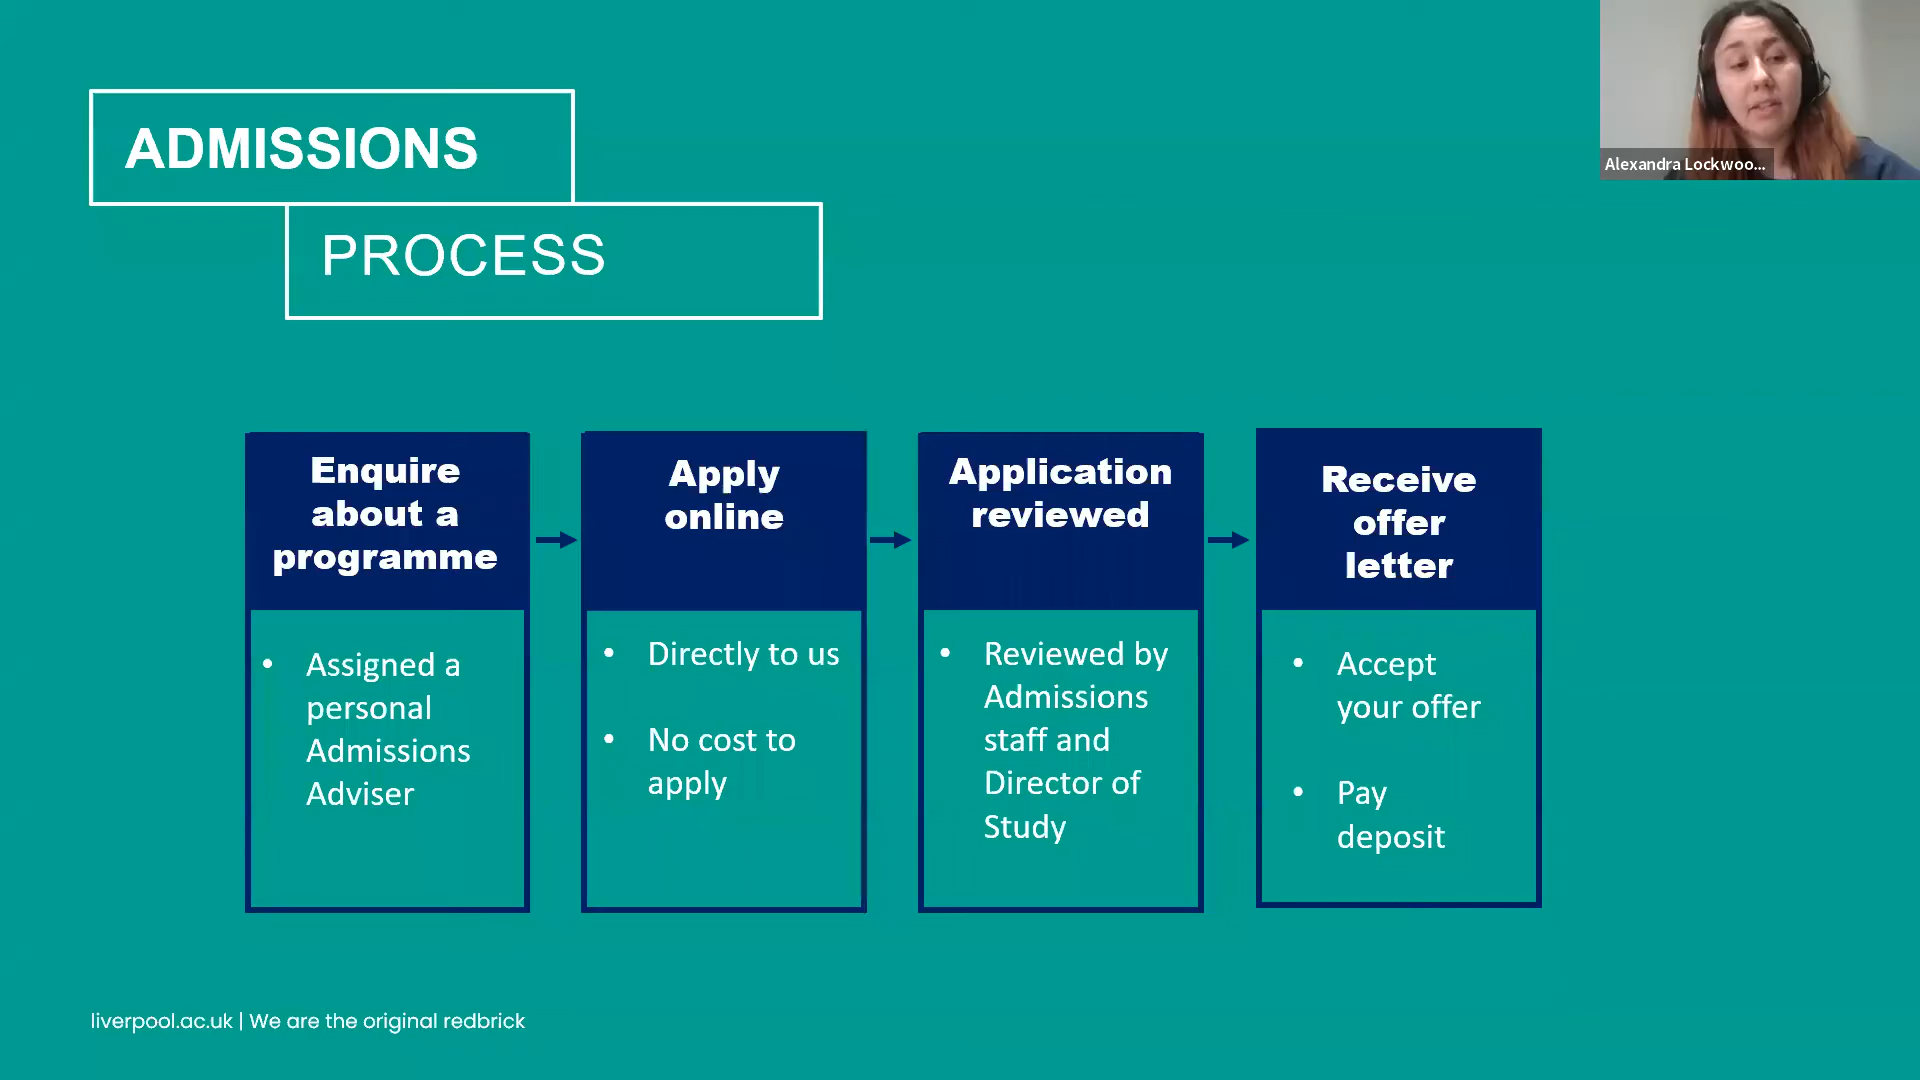 ADMISSIONS
PROCESS
Alexandra Lockwoo...
Enquire
about a
programme
• Assigned a
personal
Admissions
Adviser
Apply
online
• Directly to us
• No cost to
apply
Application
reviewed
• Reviewed by
Admissions
staff and
Director of
Study
Receive
offer
letter
• Accept
your offer
• Pay
deposit
liverpool.ac.uk | We are the original redbrick